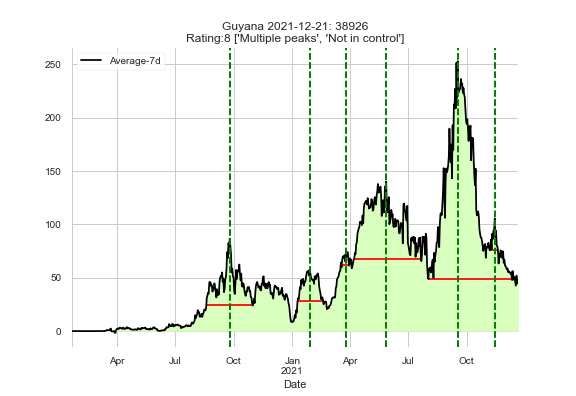 Guyana 2021-12-21: 38926
Rating:8 ['Multiple peaks', 'Not in control']
Average-7d
250
200
150
100
50
0
Apr Jul Oct Jan Apr Jul Oct
2021
Date